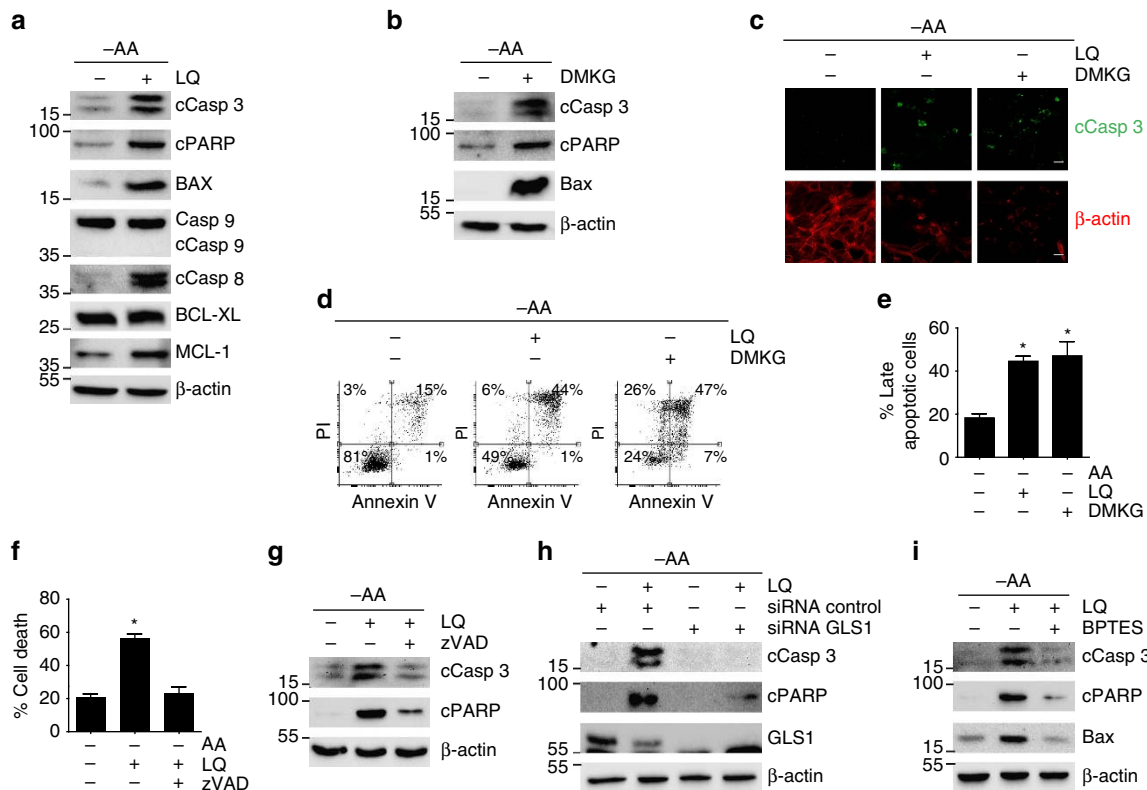 a
–AA
– + LQ
cCasp 3
15
100
cPARP
BAX
15
Casp 9
cCasp 9
35
cCasp 8
35
BCL-XL
25
MCL-1
35
55
β-actin
b
–AA
– + DMKG
cCasp 3
15
100
cPARP
Bax
15
55
β-actin
c
–AA
– + – LQ
– – + DMKG
cCasp 3
β-actin
d
–AA
– + – LQ
– – + DMKG
3% 15%
81% 1%
PI
Annexin V
6% 44%
49% 1%
PI
Annexin V
26% 47%
24% 7%
PI
Annexin V
e
% Late
apoptotic cells
60
40
20
0
* *
– – – AA
– + – LQ
– – + DMKG
f
% Cell death
80
60
40
20
0
*
– – – AA
– + + LQ
– – + zVAD
g
–AA
– + + LQ
– – + zVAD
cCasp 3
15
100
cPARP
55
β-actin
h
–AA
– + – + LQ
+ + – – siRNA control
– – + + siRNA GLS1
cCasp 3
15
100
cPARP
GLS1
55
β-actin
i
–AA
– + + LQ
– – + BPTES
cCasp 3
15
100
cPARP
Bax
15
55
β-actin